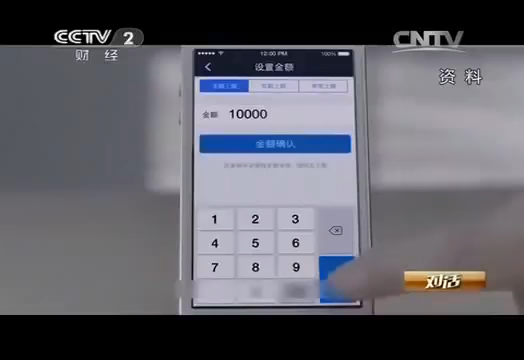 CCTV 2
财 经
CNTV
资 料
12:00 PM
100%
设置金额
金额 10000
金额确认
1 2 3
4 5 6
7 8 9
对话